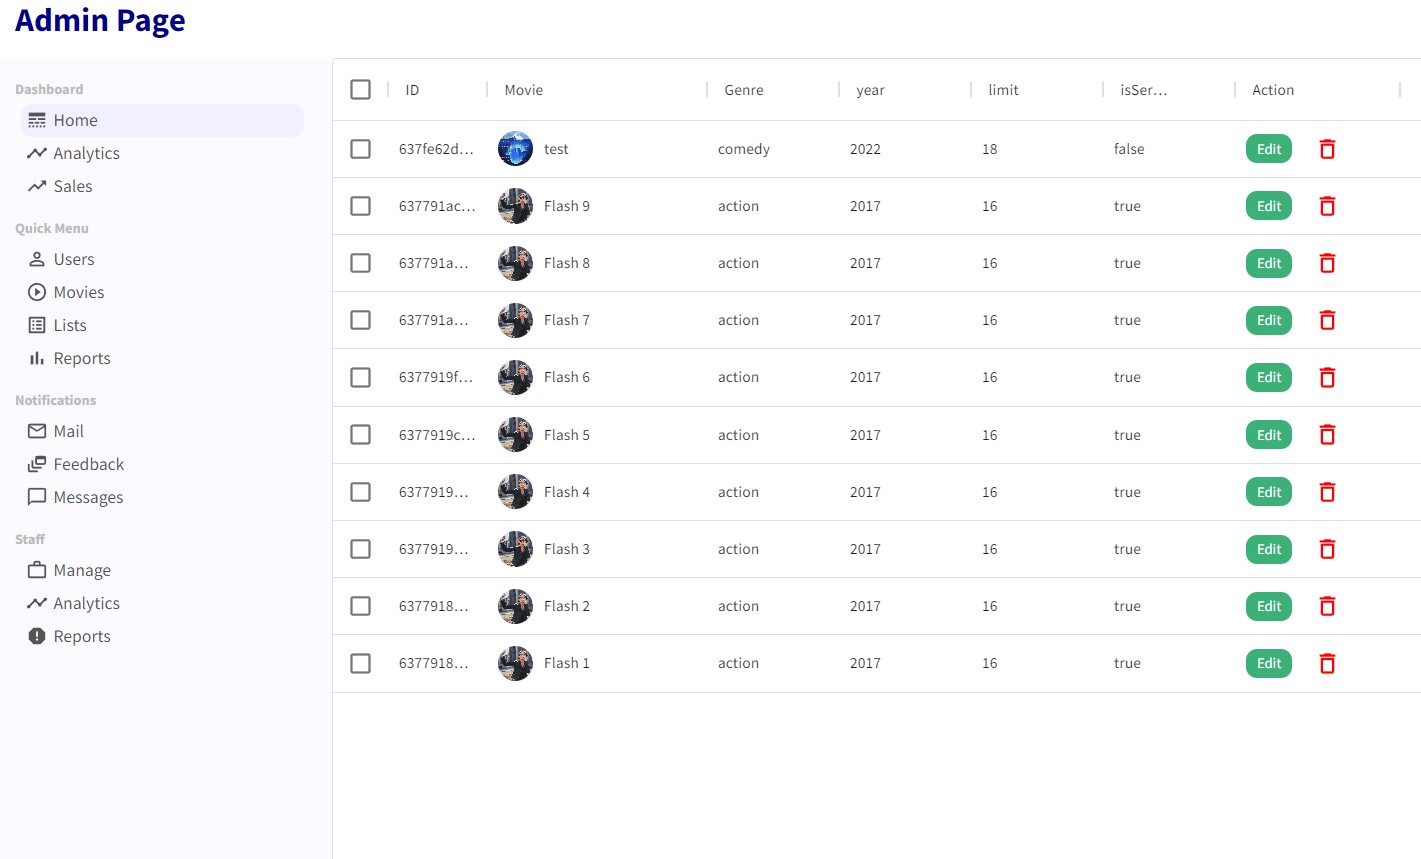 Admin Page
Dashboard
Home
Analytics
Sales
Quick Menu
Users
Movies
Lists
Reports
Notifications
Mail
Feedback
Messages
Staff
Manage
Analytics
Reports
ID Movie Genre year limit isSer... Action
637fe62d... test comedy 2022 18 false Edit
637791ac... Flash 9 action 2017 16 true Edit
637791a... Flash 8 action 2017 16 true Edit
637791a... Flash 7 action 2017 16 true Edit
6377919f... Flash 6 action 2017 16 true Edit
6377919c... Flash 5 action 2017 16 true Edit
6377919... Flash 4 action 2017 16 true Edit
6377919... Flash 3 action 2017 16 true Edit
6377918... Flash 2 action 2017 16 true Edit
6377918... Flash 1 action 2017 16 true Edit